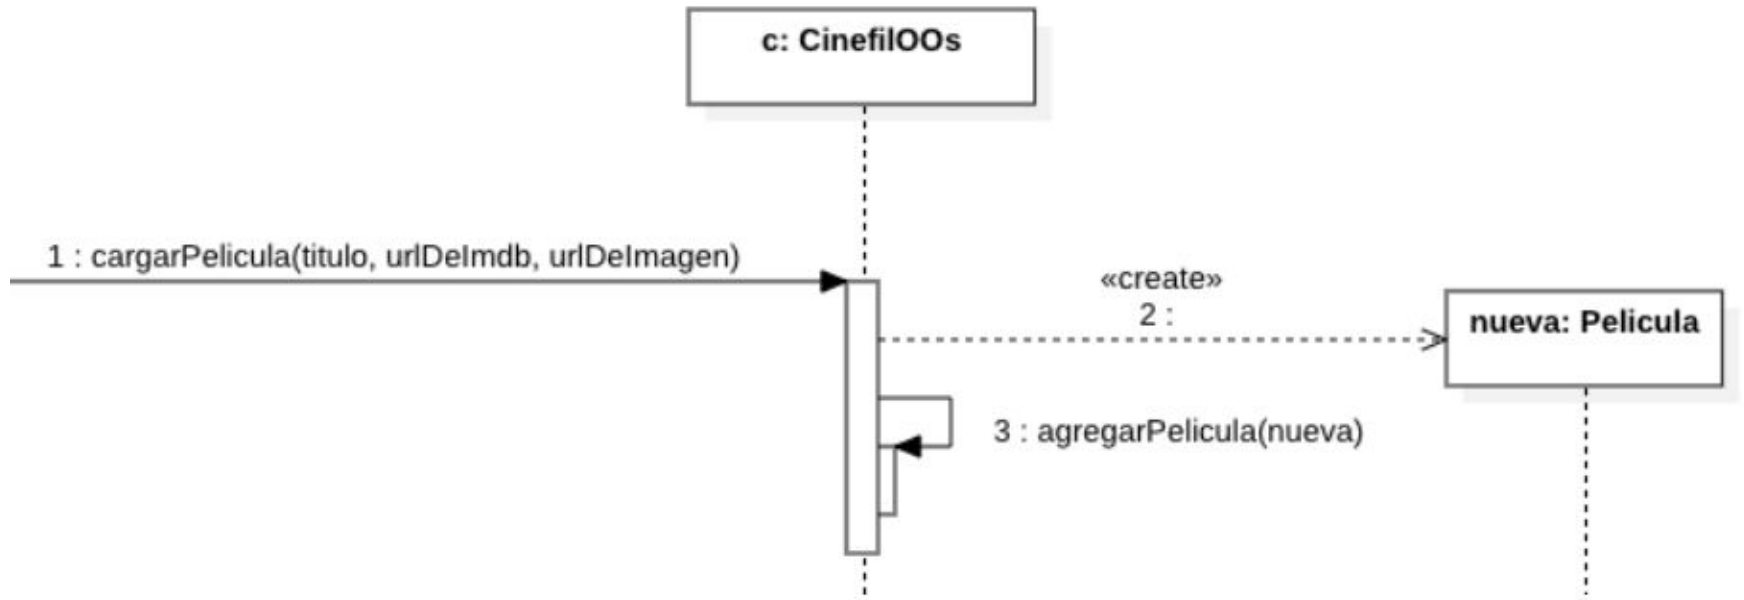 c: CinefilOOs
1 : cargarPelicula(titulo, urlDeImdb, urlDeImagen)
«create»
2 :
nueva: Pelicula
3 : agregarPelicula(nueva)